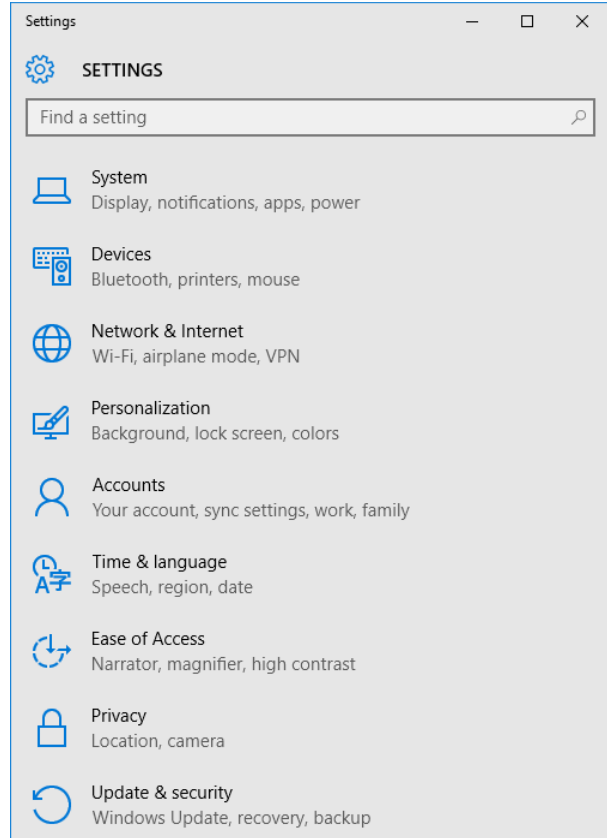 Settings
SETTINGS
Find a setting
System
Display, notifications, apps, power
Devices
Bluetooth, printers, mouse
Network & Internet
Wi-Fi, airplane mode, VPN
Personalization
Background, lock screen, colors
Accounts
Your account, sync settings, work, family
A字
Time & language
Speech, region, date
Ease of Access
Narrator, magnifier, high contrast
Privacy
Location, camera
Update & security
Windows Update, recovery, backup